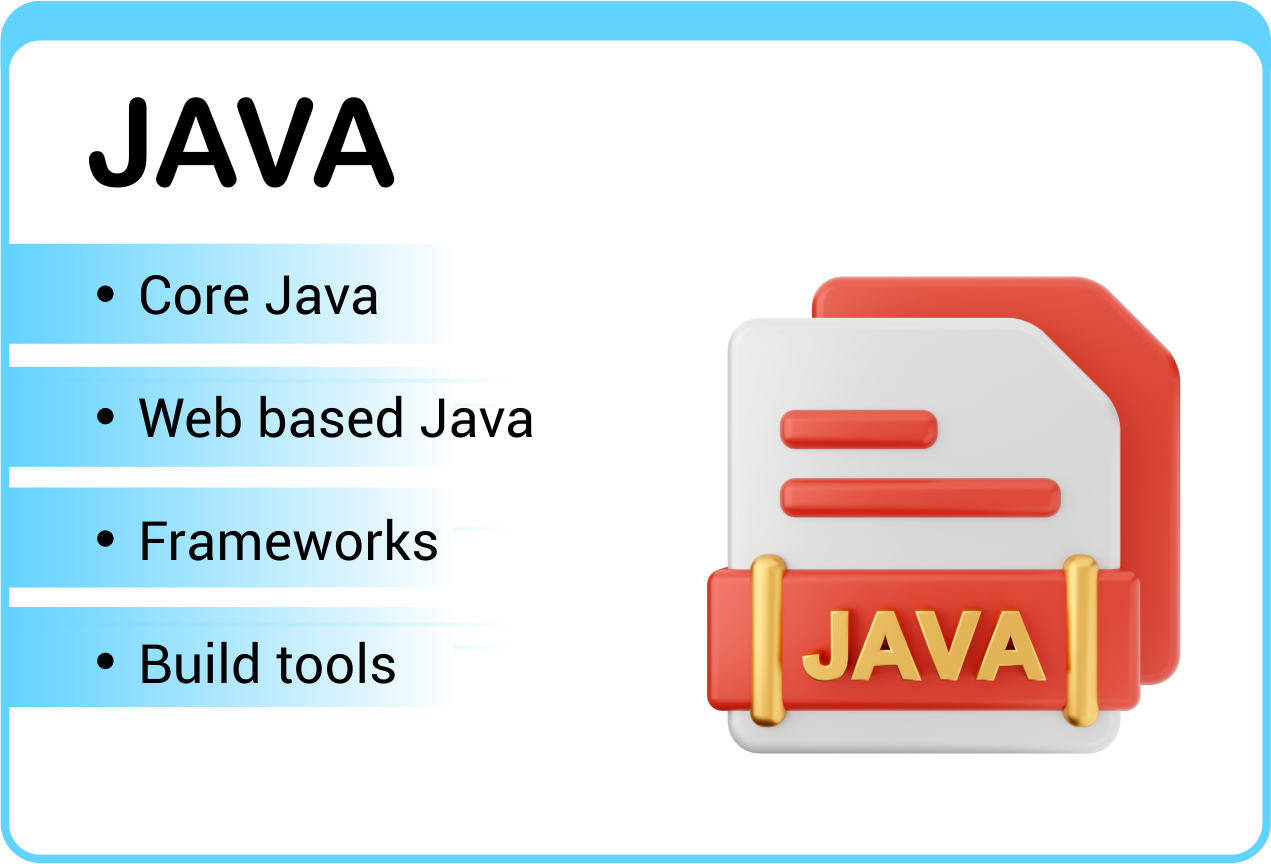 JAVA
• Core Java
• Web based Java
• Frameworks
• Build tools
JAVA